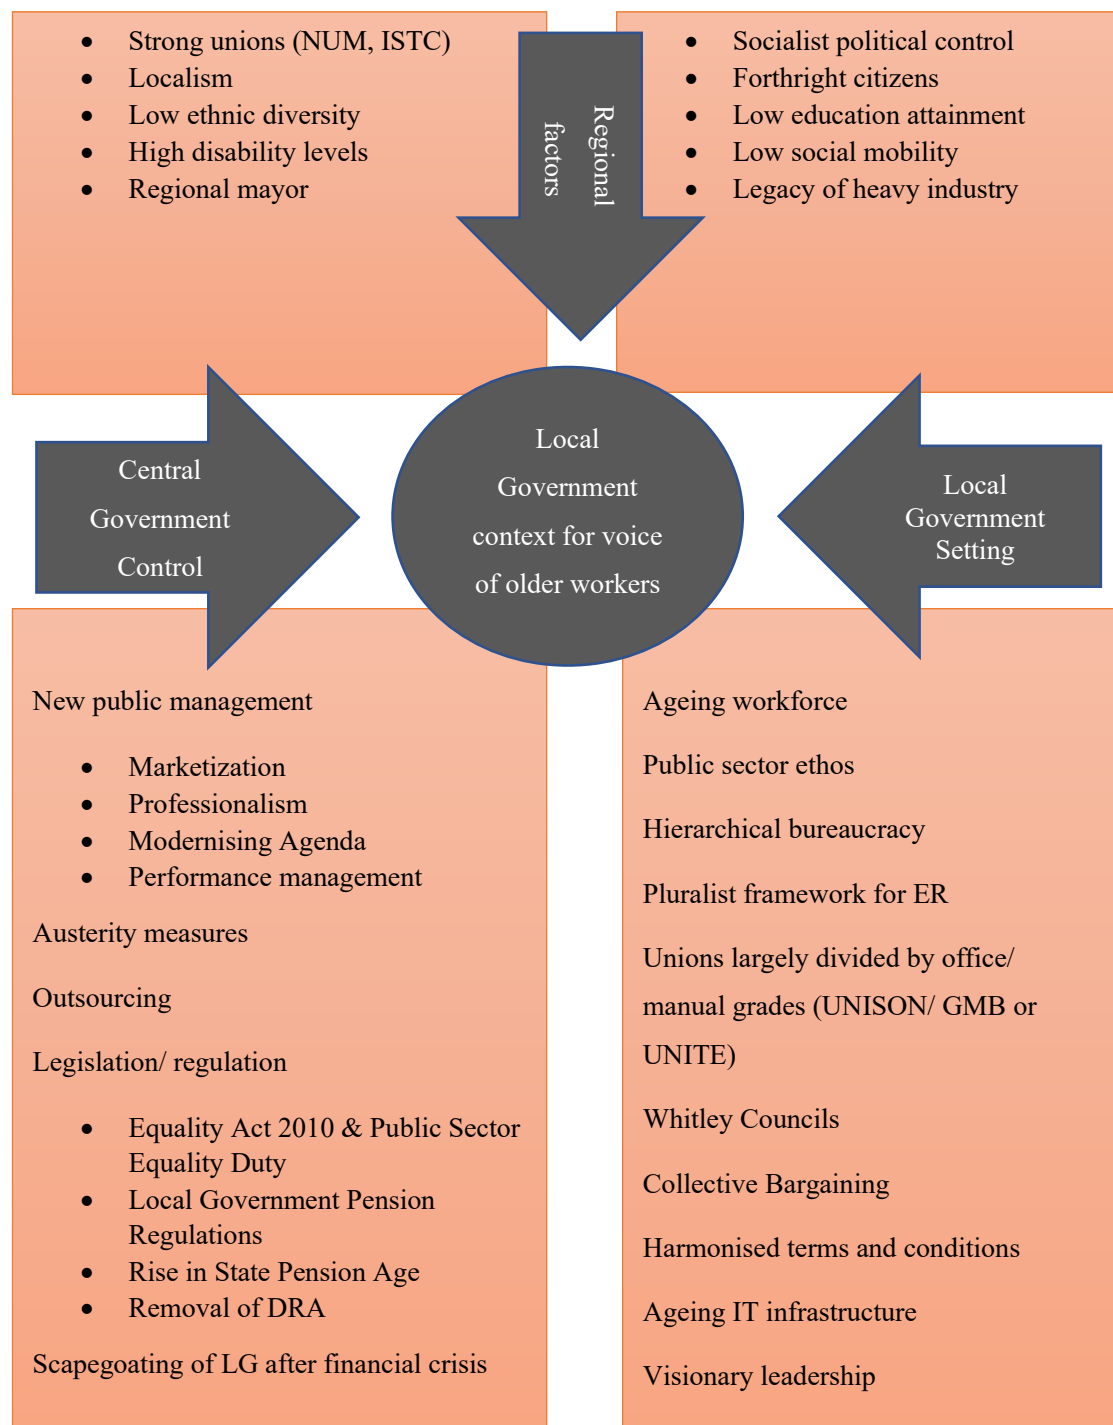 • Strong unions (NUM, ISTC)
• Localism
• Low ethnic diversity
• High disability levels
• Regional mayor
Regional
factors
• Socialist political control
• Forthright citizens
• Low education attainment
• Low social mobility
• Legacy of heavy industry
Central
Government
Control
Local
Government
context for voice
of older workers
Local
Government
Setting
New public management
• Marketization
• Professionalism
• Modernising Agenda
• Performance management
Austerity measures
Outsourcing
Legislation/ regulation
• Equality Act 2010 & Public Sector
Equality Duty
• Local Government Pension
Regulations
• Rise in State Pension Age
• Removal of DRA
Scapegoating of LG after financial crisis
Ageing workforce
Public sector ethos
Hierarchical bureaucracy
Pluralist framework for ER
Unions largely divided by office/
manual grades (UNISON/ GMB or
UNITE)
Whitley Councils
Collective Bargaining
Harmonised terms and conditions
Ageing IT infrastructure
Visionary leadership